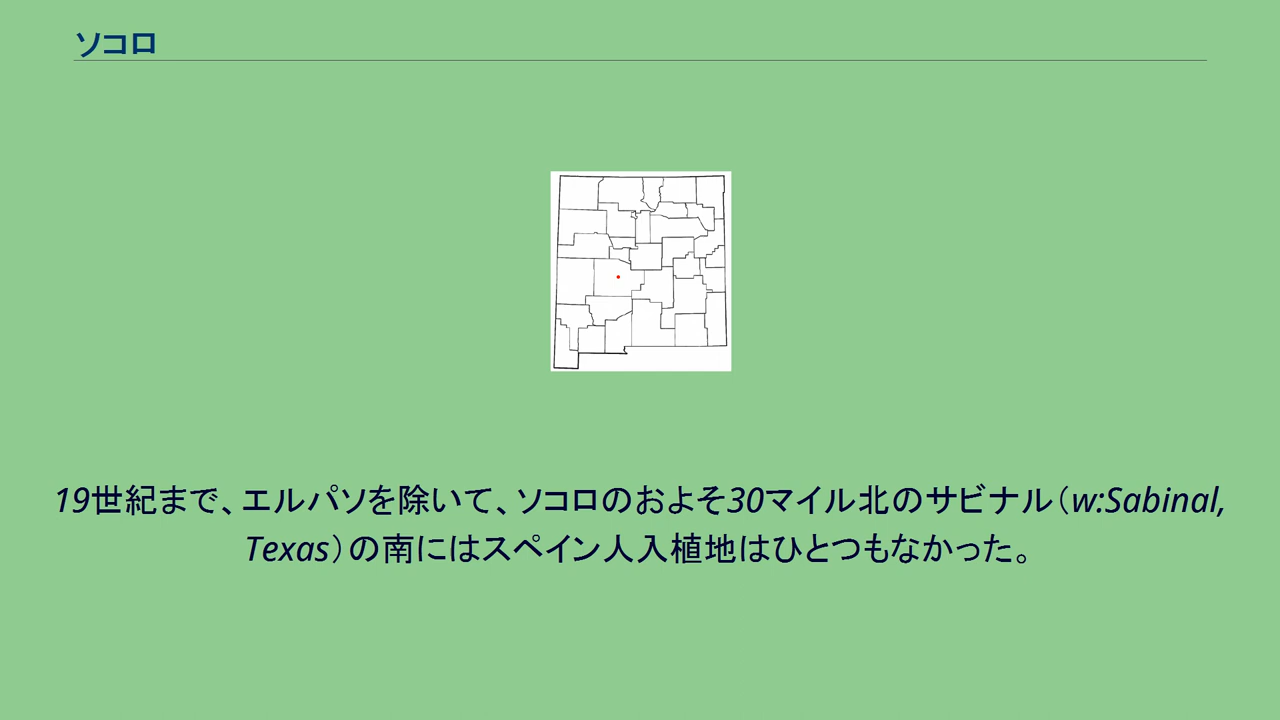 ソコロ
19世紀まで、エルパソを除いて、ソコロのおよそ30マイル北のサビナル（w:Sabinal,
Texas）の南にはスペイン人入植地はひとつもなかった。